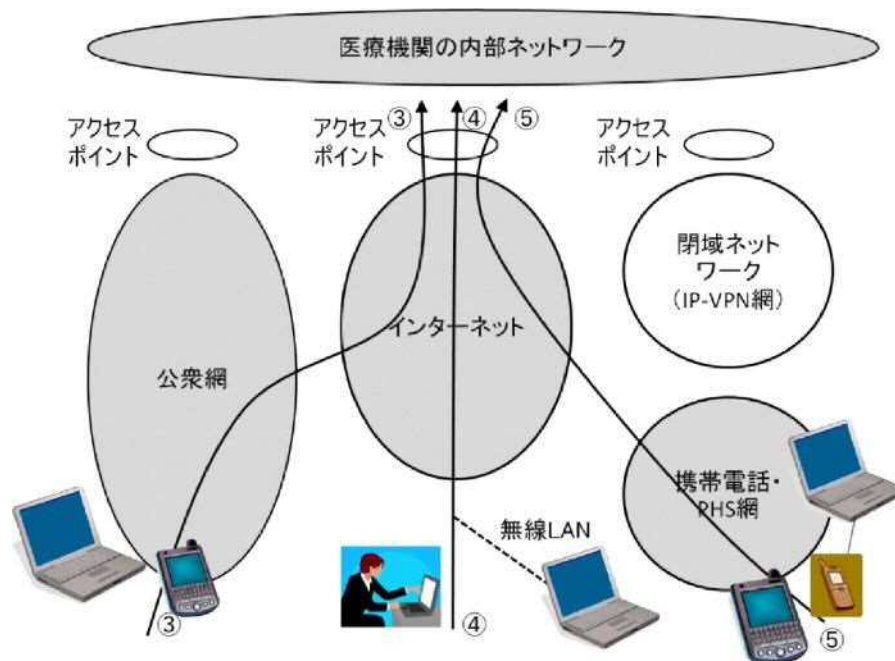 医療機関の内部ネットワーク
③
④
⑤
アクセス
ポイント
アクセス
ポイント
アクセス
ポイント
閉域ネット
ワーク
（IP-VPN網）
インターネット
公衆網
携帯電話・
PHS網
無線LAN
③
④
⑤